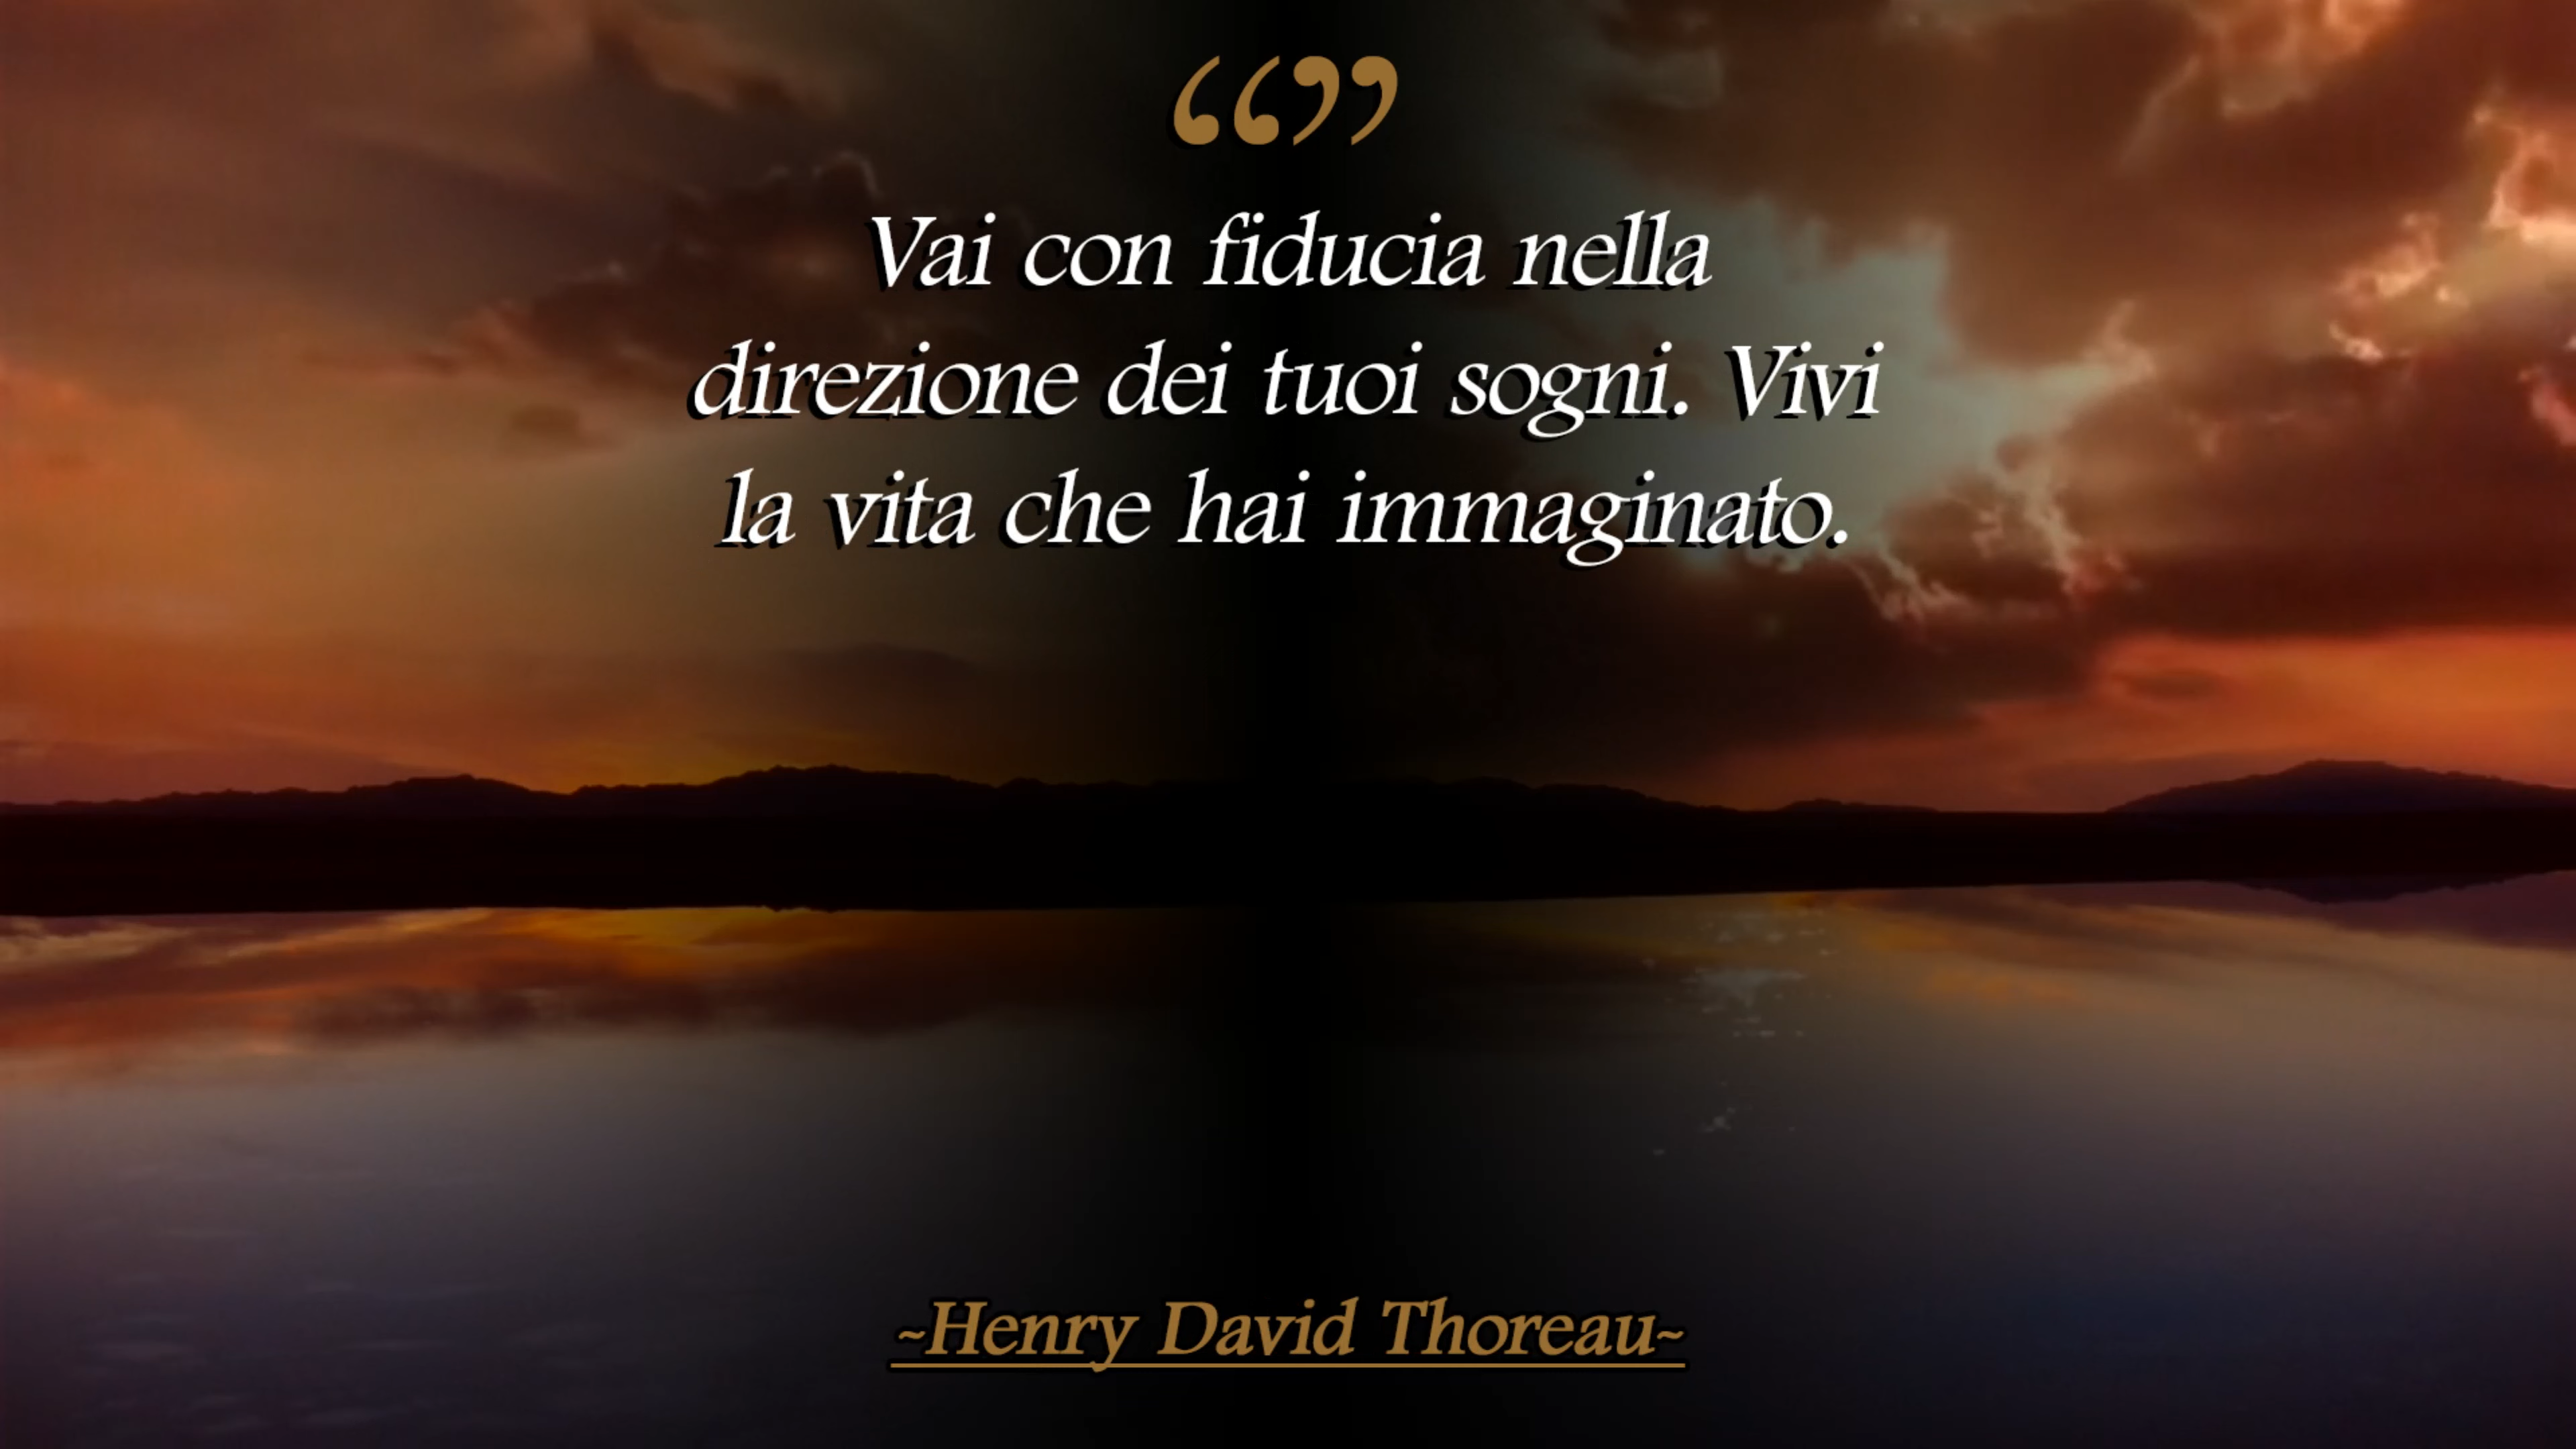 “”
Vai con fiducia nella
direzione dei tuoi sogni. Vivi
la vita che hai immaginato.
~Henry David Thoreau~